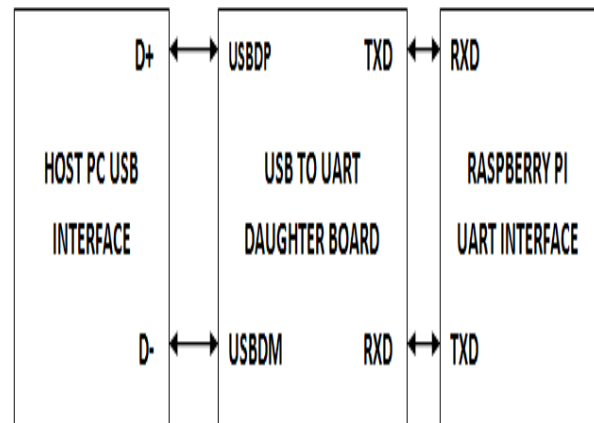 D+ USBDP TXD RXD
HOST PC USB
INTERFACE
USB TO UART
DAUGHTER BOARD
RASPBERRY PI
UART INTERFACE
D- USBDM RXD TXD